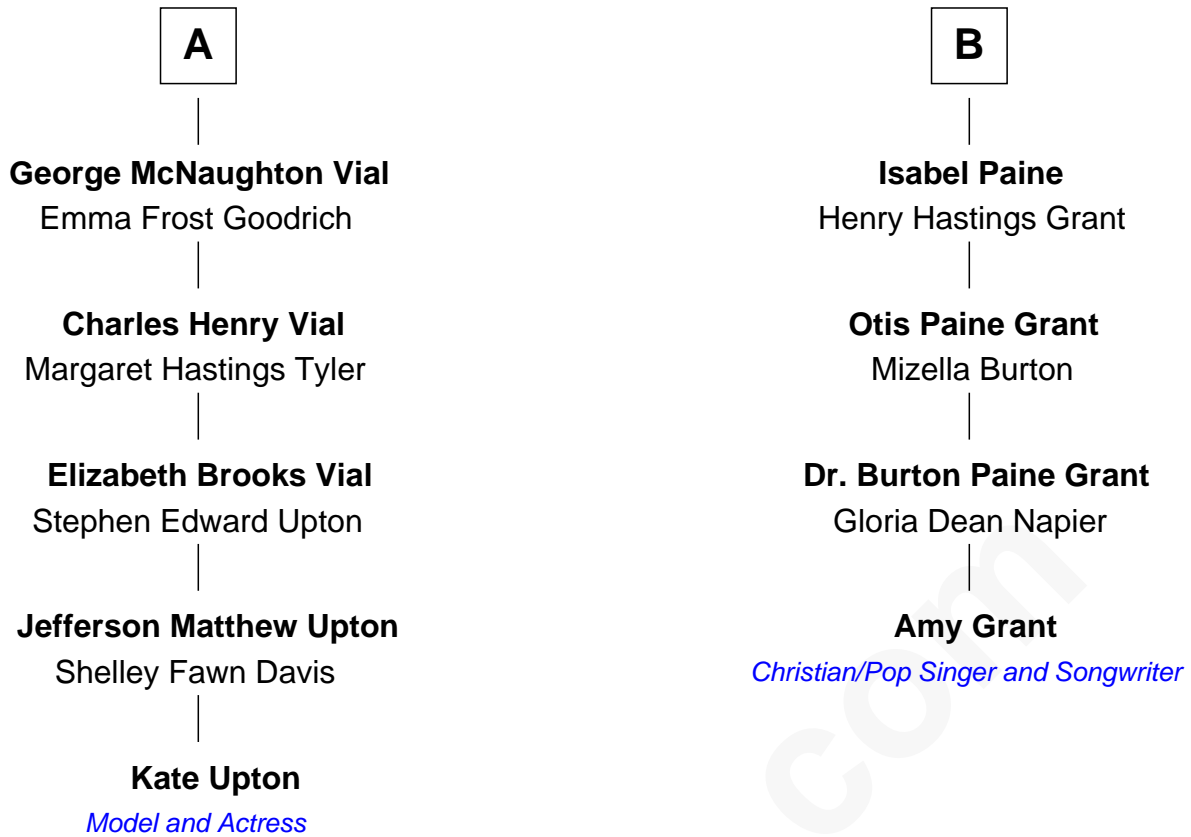 A
George McNaughton Vial
Emma Frost Goodrich
Charles Henry Vial
Margaret Hastings Tyler
Elizabeth Brooks Vial
Stephen Edward Upton
Jefferson Matthew Upton
Shelley Fawn Davis
Kate Upton
Model and Actress
B
Isabel Paine
Henry Hastings Grant
Otis Paine Grant
Mizella Burton
Dr. Burton Paine Grant
Gloria Dean Napier
Amy Grant
Christian/Pop Singer and Songwriter
com